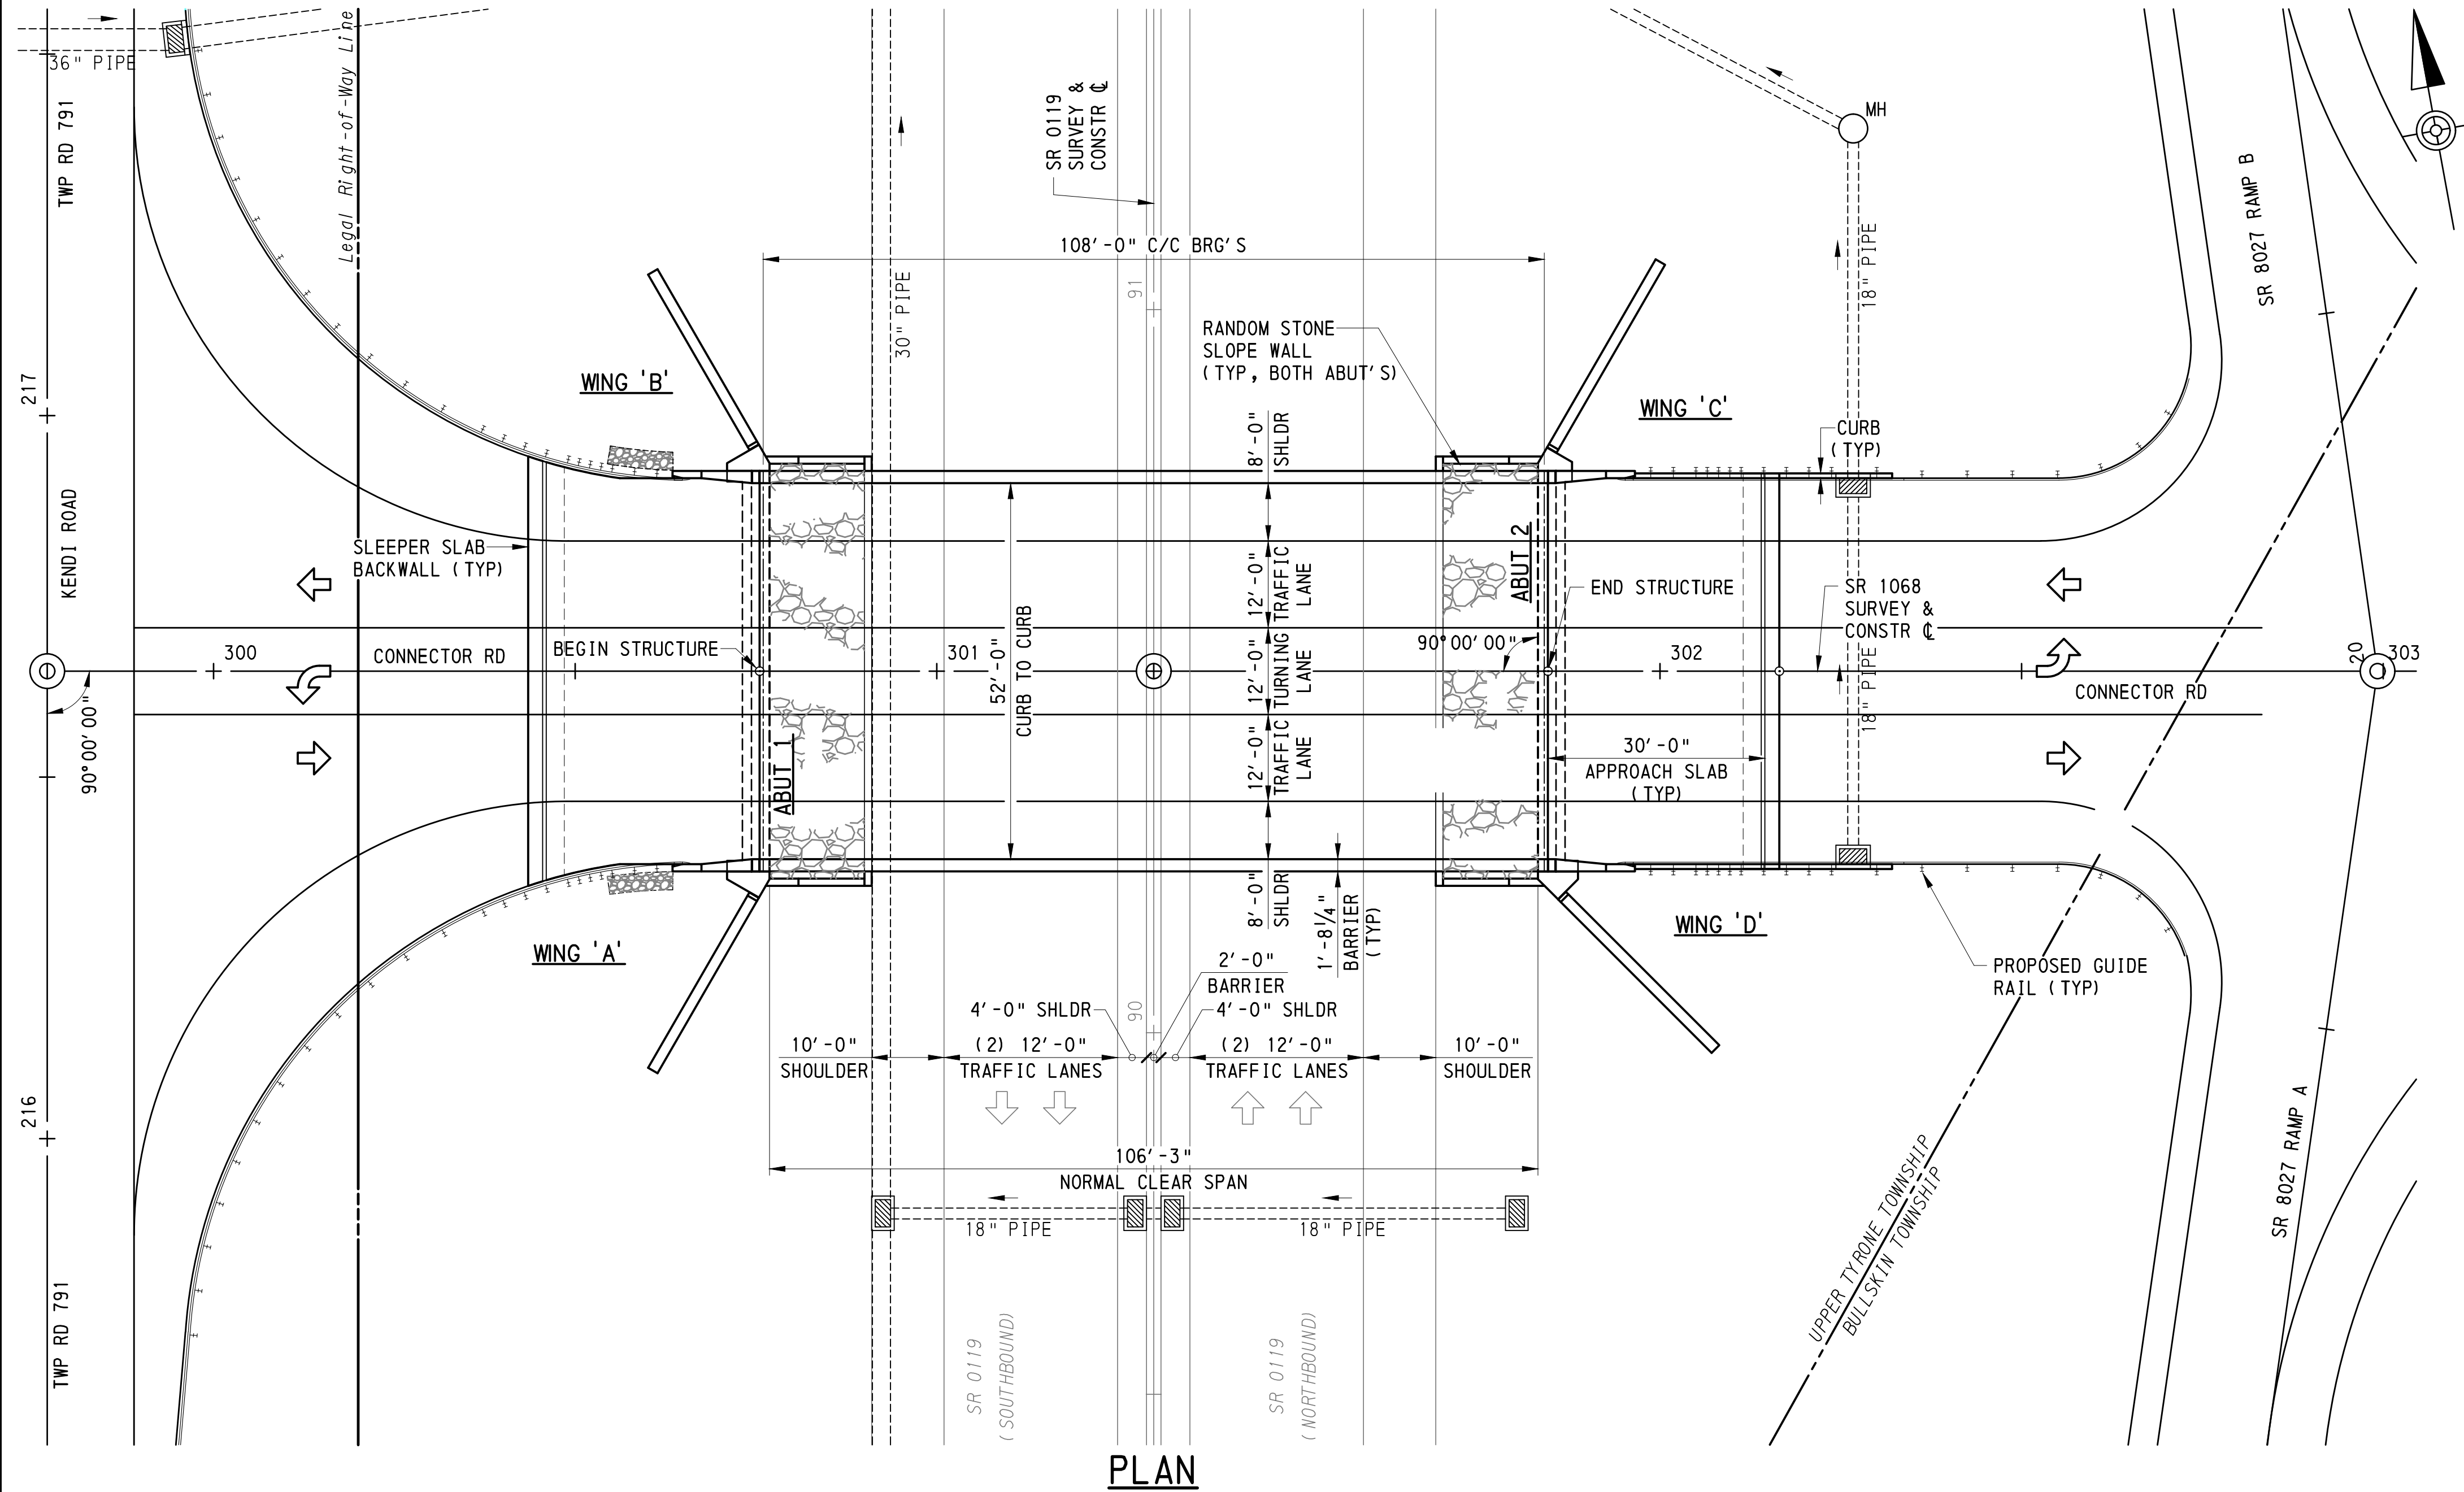 36" PIPE
TWP RD 791
Legal Right-of-Way Line
SR 0119
SURVEY &
CONSTR ℄
MH
SR 8027 RAMP B
18" PIPE
30" PIPE
108'-0" C/C BRG'S
91
RANDOM STONE
SLOPE WALL
(TYP, BOTH ABUT'S)
WING 'B'
WING 'C'
217
CURB
(TYP)
8'-0"
SHLDR
KENDI ROAD
SLEEPER SLAB
BACKWALL (TYP)
12'-0"
TRAFFIC
LANE
ABUT 2
END STRUCTURE
SR 1068
SURVEY &
CONSTR ℄
300
CONNECTOR RD
BEGIN STRUCTURE
301
52'-0"
CURB TO CURB
12'-0"
TURNING
LANE
90°00'00"
302
18" PIPE
20
303
CONNECTOR RD
90°00'00"
ABUT 1
12'-0"
TRAFFIC
LANE
30'-0"
APPROACH SLAB
(TYP)
8'-0"
SHLDR
1'-8¼"
BARRIER
(TYP)
WING 'A'
WING 'D'
2'-0"
BARRIER
PROPOSED GUIDE
RAIL (TYP)
4'-0" SHLDR
90
4'-0" SHLDR
10'-0"
SHOULDER
(2) 12'-0"
TRAFFIC LANES
(2) 12'-0"
TRAFFIC LANES
10'-0"
SHOULDER
216
106'-3"
NORMAL CLEAR SPAN
18" PIPE
18" PIPE
UPPER TYRONE TOWNSHIP
BULLSKIN TOWNSHIP
SR 8027 RAMP A
TWP RD 791
SR 0119
(SOUTHBOUND)
SR 0119
(NORTHBOUND)
PLAN